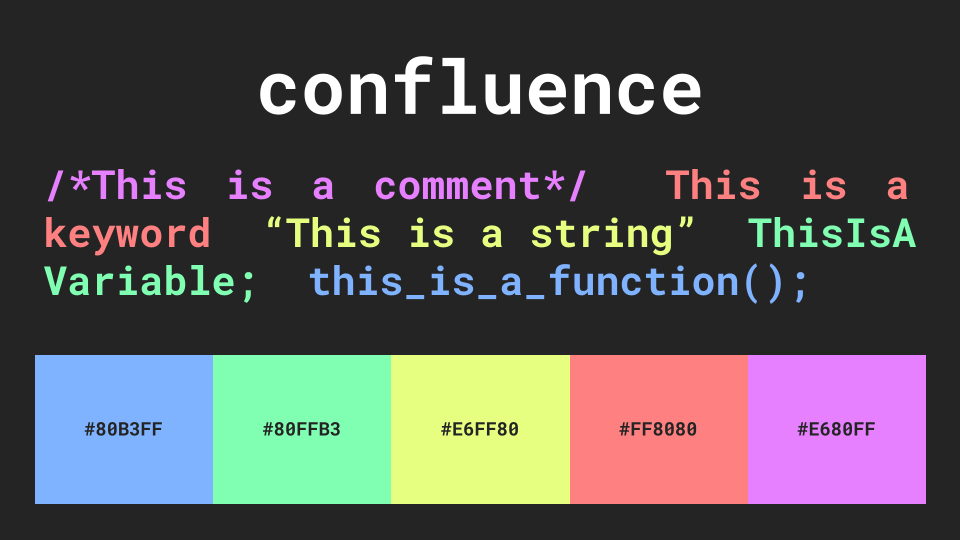 confluence
/*This is a comment*/ This is a
keyword “This is a string” ThisIsA
Variable; this_is_a_function();
#80B3FF #80FFB3 #E6FF80 #FF8080 #E680FF